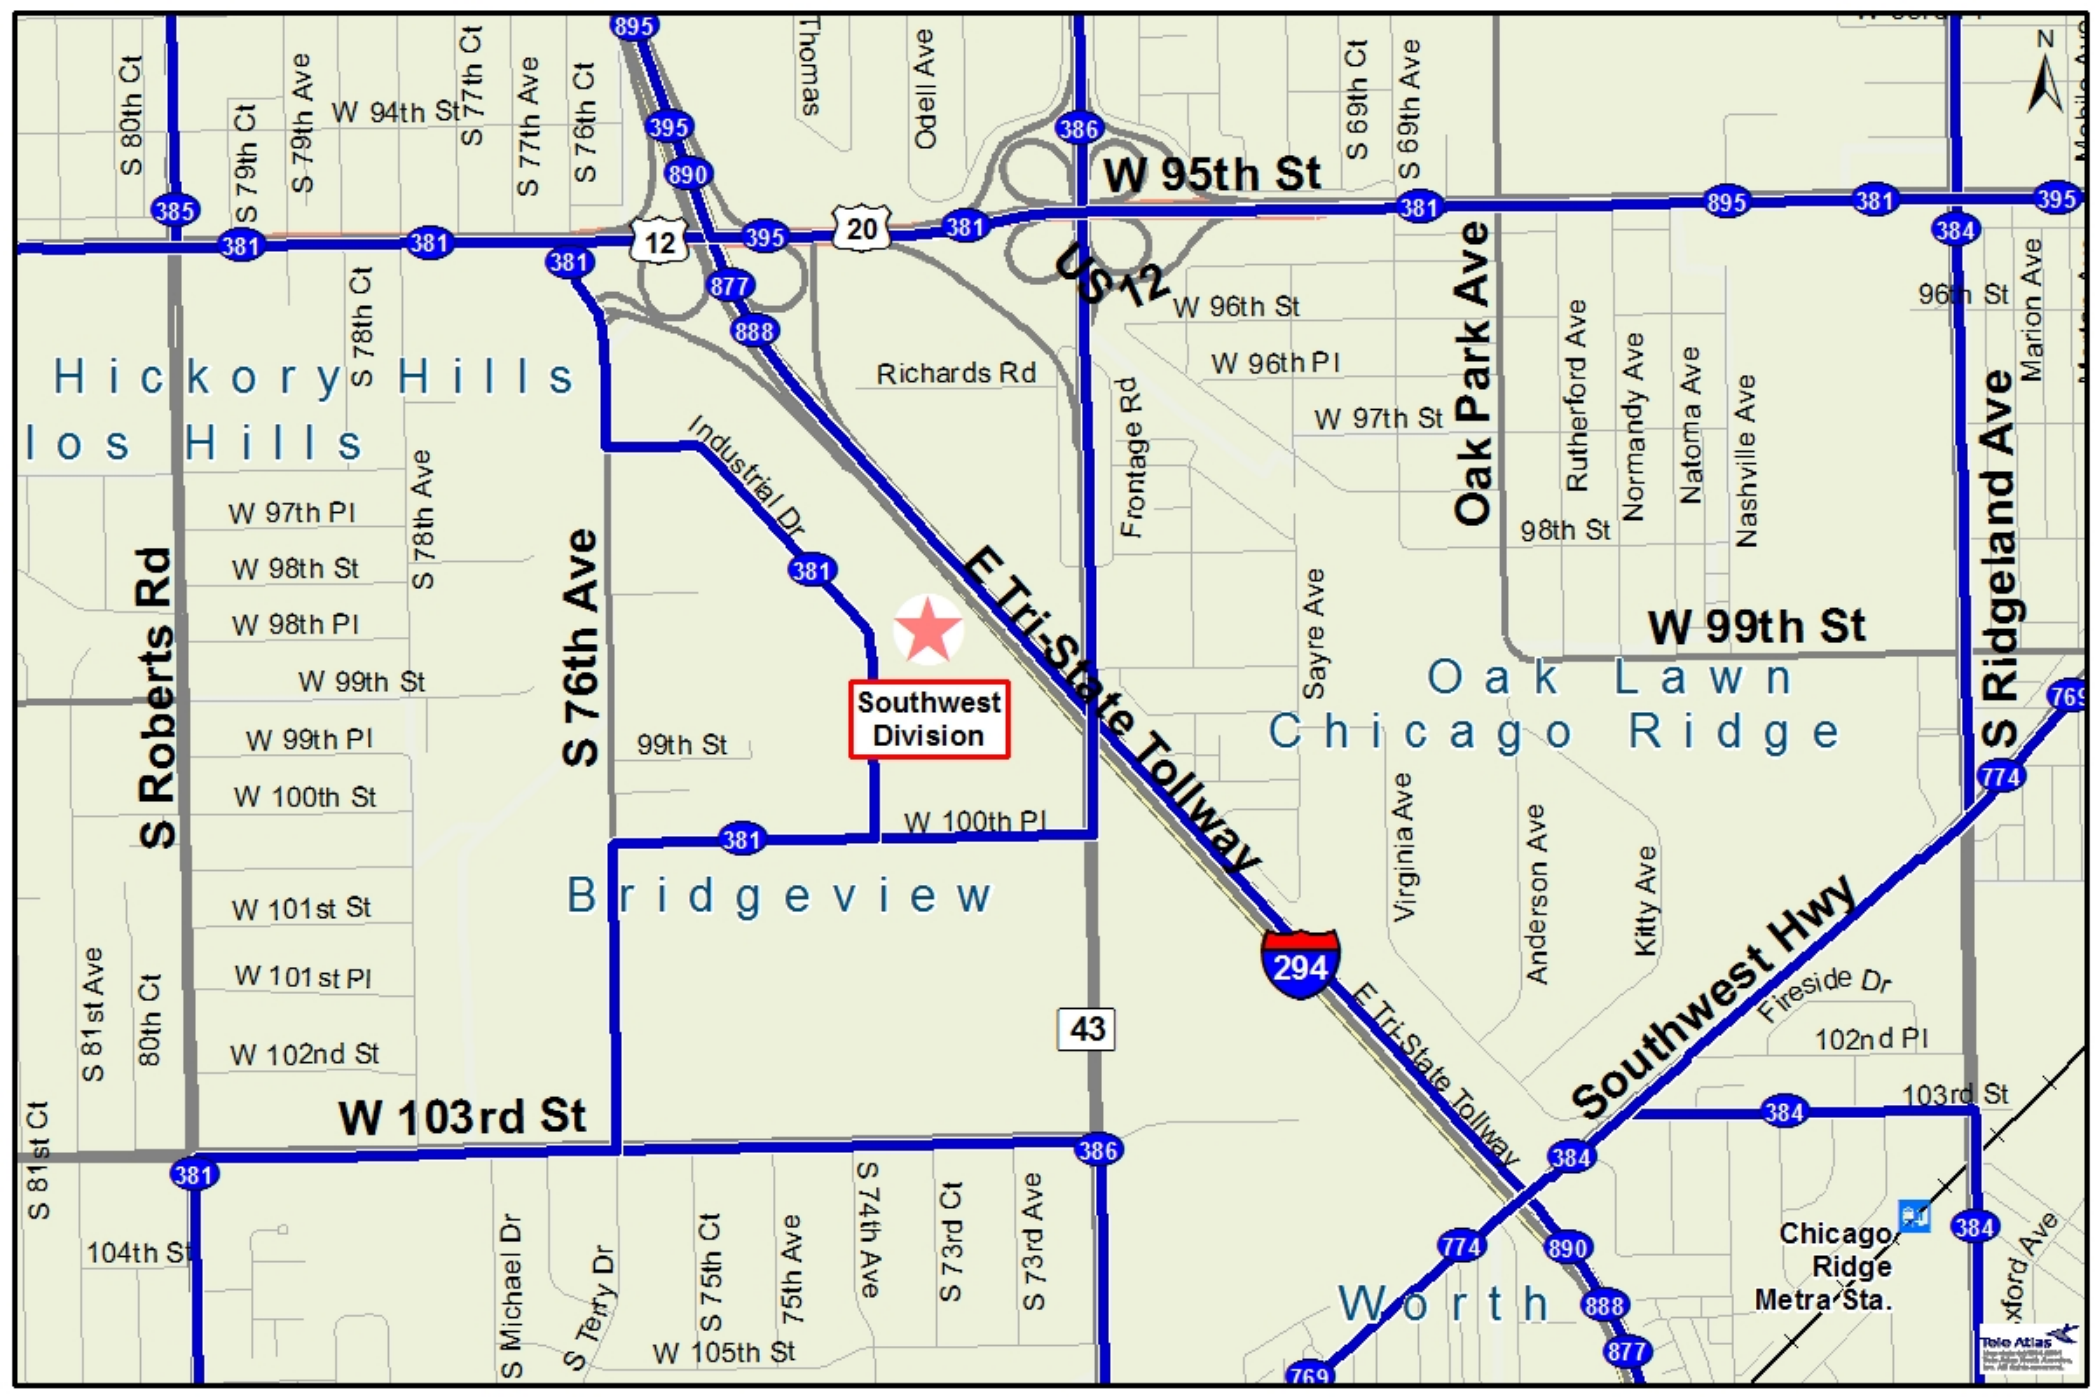 895
Thomas
Odell Ave
S 80th Ct
S 79th Ct
S 79th Ave
W 94th St
S 77th Ct
S 77th Ave
S 76th Ct
395
386
S 69th Ct
S 69th Ave
N
890
W 95th St
385
381
381
381
12
395
20
381
381
895
381
395
384
877
888
US 12
W 96th St
96th St
Marion Ave
S 78th Ct
Hickory Hills
los Hills
Richards Rd
Frontage Rd
W 96th Pl
W 97th St
Oak Park Ave
Rutherford Ave
Normandy Ave
Natoma Ave
Nashville Ave
98th St
S Ridgeland Ave
Industrial Dr
381
S 78th Ave
W 97th Pl
W 98th St
W 98th Pl
W 99th St
W 99th Pl
W 100th St
S Roberts Rd
S 76th Ave
E Tri-State Tollway
Sayre Ave
W 99th St
Oak Lawn
Chicago Ridge
769
774
Southwest
Division
99th St
381
W 100th Pl
Bridgeview
Virginia Ave
Anderson Ave
Kitty Ave
W 101st St
W 101st Pl
W 102nd St
S 81st Ave
80th Ct
294
43
E Tri-State Tollway
Southwest Hwy
Fireside Dr
102nd Pl
103rd St
384
W 103rd St
S 81st Ct
381
386
384
104th St
S Michael Dr
S Terry Dr
S 75th Ct
75th Ave
S 74th Ave
S 73rd Ct
S 73rd Ave
W 105th St
774
890
888
877
769
Worth
Chicago
Ridge
Metra Sta.
384
xford Ave
Tele Atlas